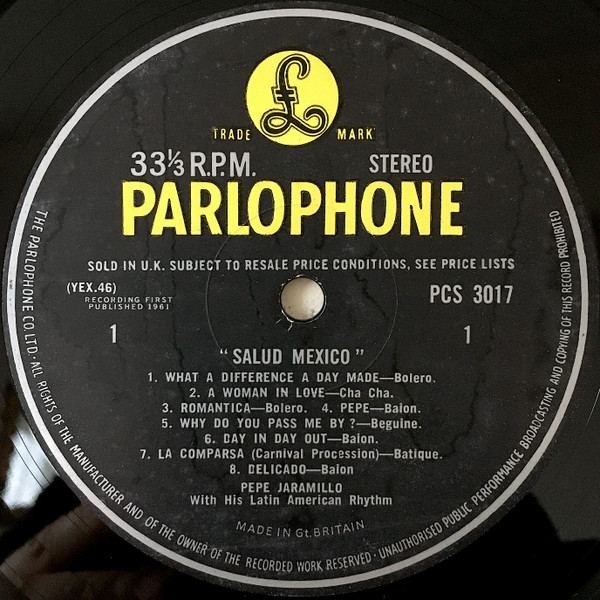 £
TRADE MARK
33⅓ R.P.M. STEREO
PARLOPHONE
SOLD IN U.K. SUBJECT TO RESALE PRICE CONDITIONS, SEE PRICE LISTS
(YEX.46) PCS 3017
RECORDING FIRST
PUBLISHED 1961
1 1
"SALUD MEXICO"
1. WHAT A DIFFERENCE A DAY MADE—Bolero.
2. A WOMAN IN LOVE—Cha Cha.
3. ROMANTICA—Bolero. 4. PEPE—Baion.
5. WHY DO YOU PASS ME BY?—Beguine.
6. DAY IN DAY OUT—Baion.
7. LA COMPARSA (Carnival Procession)—Batique.
8. DELICADO—Baion
PEPE JARAMILLO
With His Latin American Rhythm
MADE IN Gt. BRITAIN
THE PARLOPHONE CO. LTD. · ALL RIGHTS OF THE MANUFACTURER AND OF THE OWNER OF THE RECORDED WORK RESERVED · UNAUTHORISED PUBLIC PERFORMANCE BROADCASTING AND COPYING OF THIS RECORD PROHIBITED